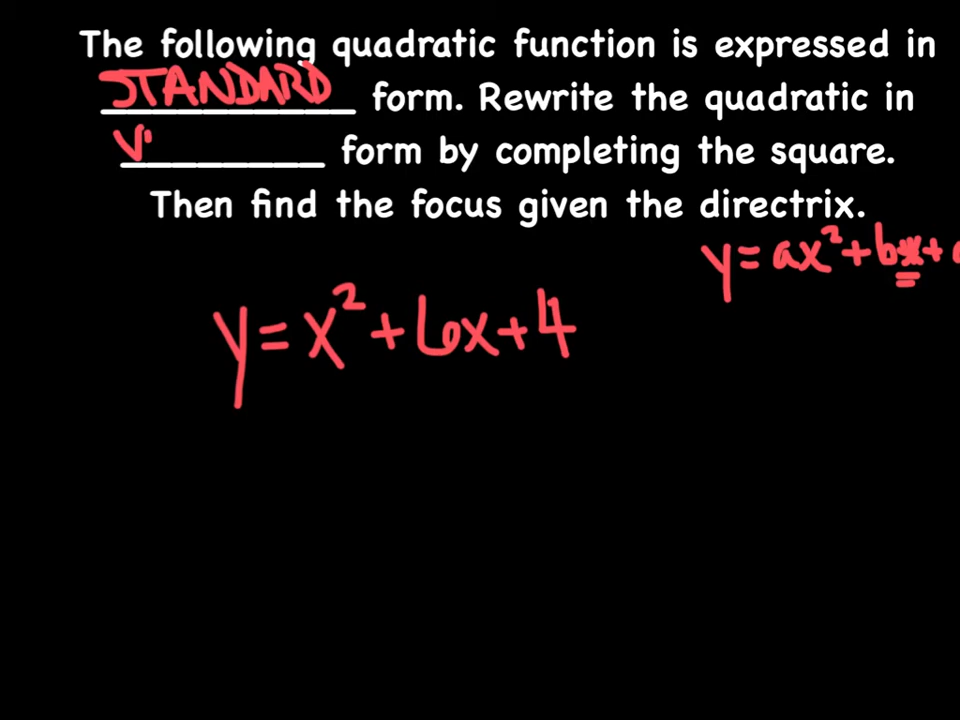 The following quadratic function is expressed in
STANDARD form. Rewrite the quadratic in
V form by completing the square.
Then find the focus given the directrix.
y=ax²+bx+
y=x²+6x+4